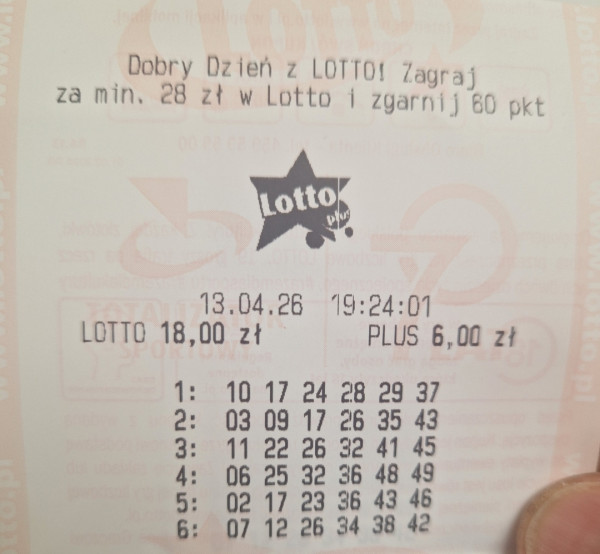 Dobry Dzień z LOTTO! Zagraj
za min. 28 zł w Lotto i zgarnij 60 pkt
Lotto
plus
13.04.26 19:24:01
LOTTO 18,00 zł PLUS 6,00 zł
1: 10 17 24 28 29 37
2: 03 09 17 26 35 43
3: 11 22 26 32 41 45
4: 06 25 32 36 48 49
5: 02 17 23 36 43 46
6: 07 12 26 34 38 42